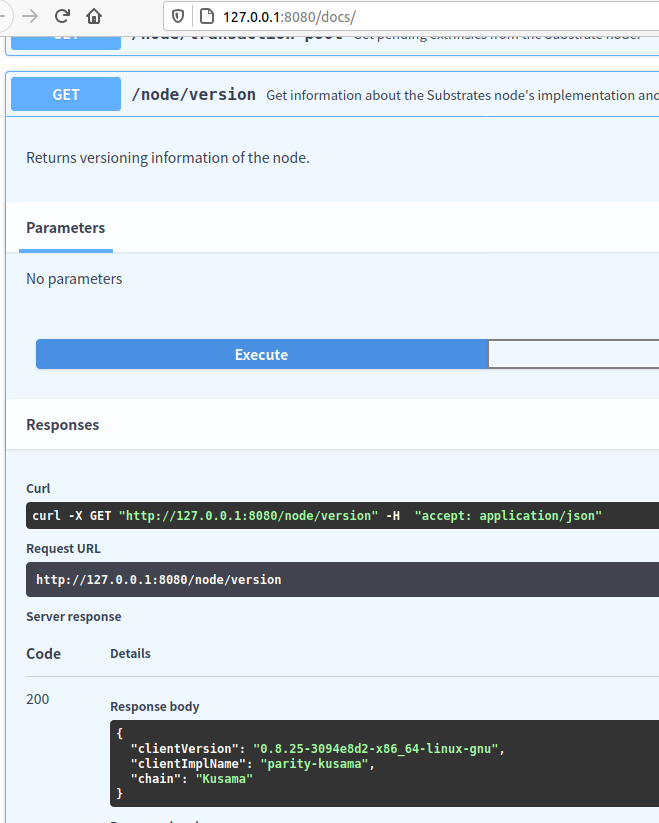 127.0.0.1:8080/docs/
GET /node/transaction-pool Get pending extrinsics from the Substrate node.
GET /node/version Get information about the Substrates node's implementation and
Returns versioning information of the node.
Parameters
No parameters
Execute
Responses
Curl
curl -X GET "http://127.0.0.1:8080/node/version" -H  "accept: application/json"
Request URL
http://127.0.0.1:8080/node/version
Server response
Code Details
200
Response body
{
"clientVersion": "0.8.25-3094e8d2-x86_64-linux-gnu",
"clientImplName": "parity-kusama",
"chain": "Kusama"
}